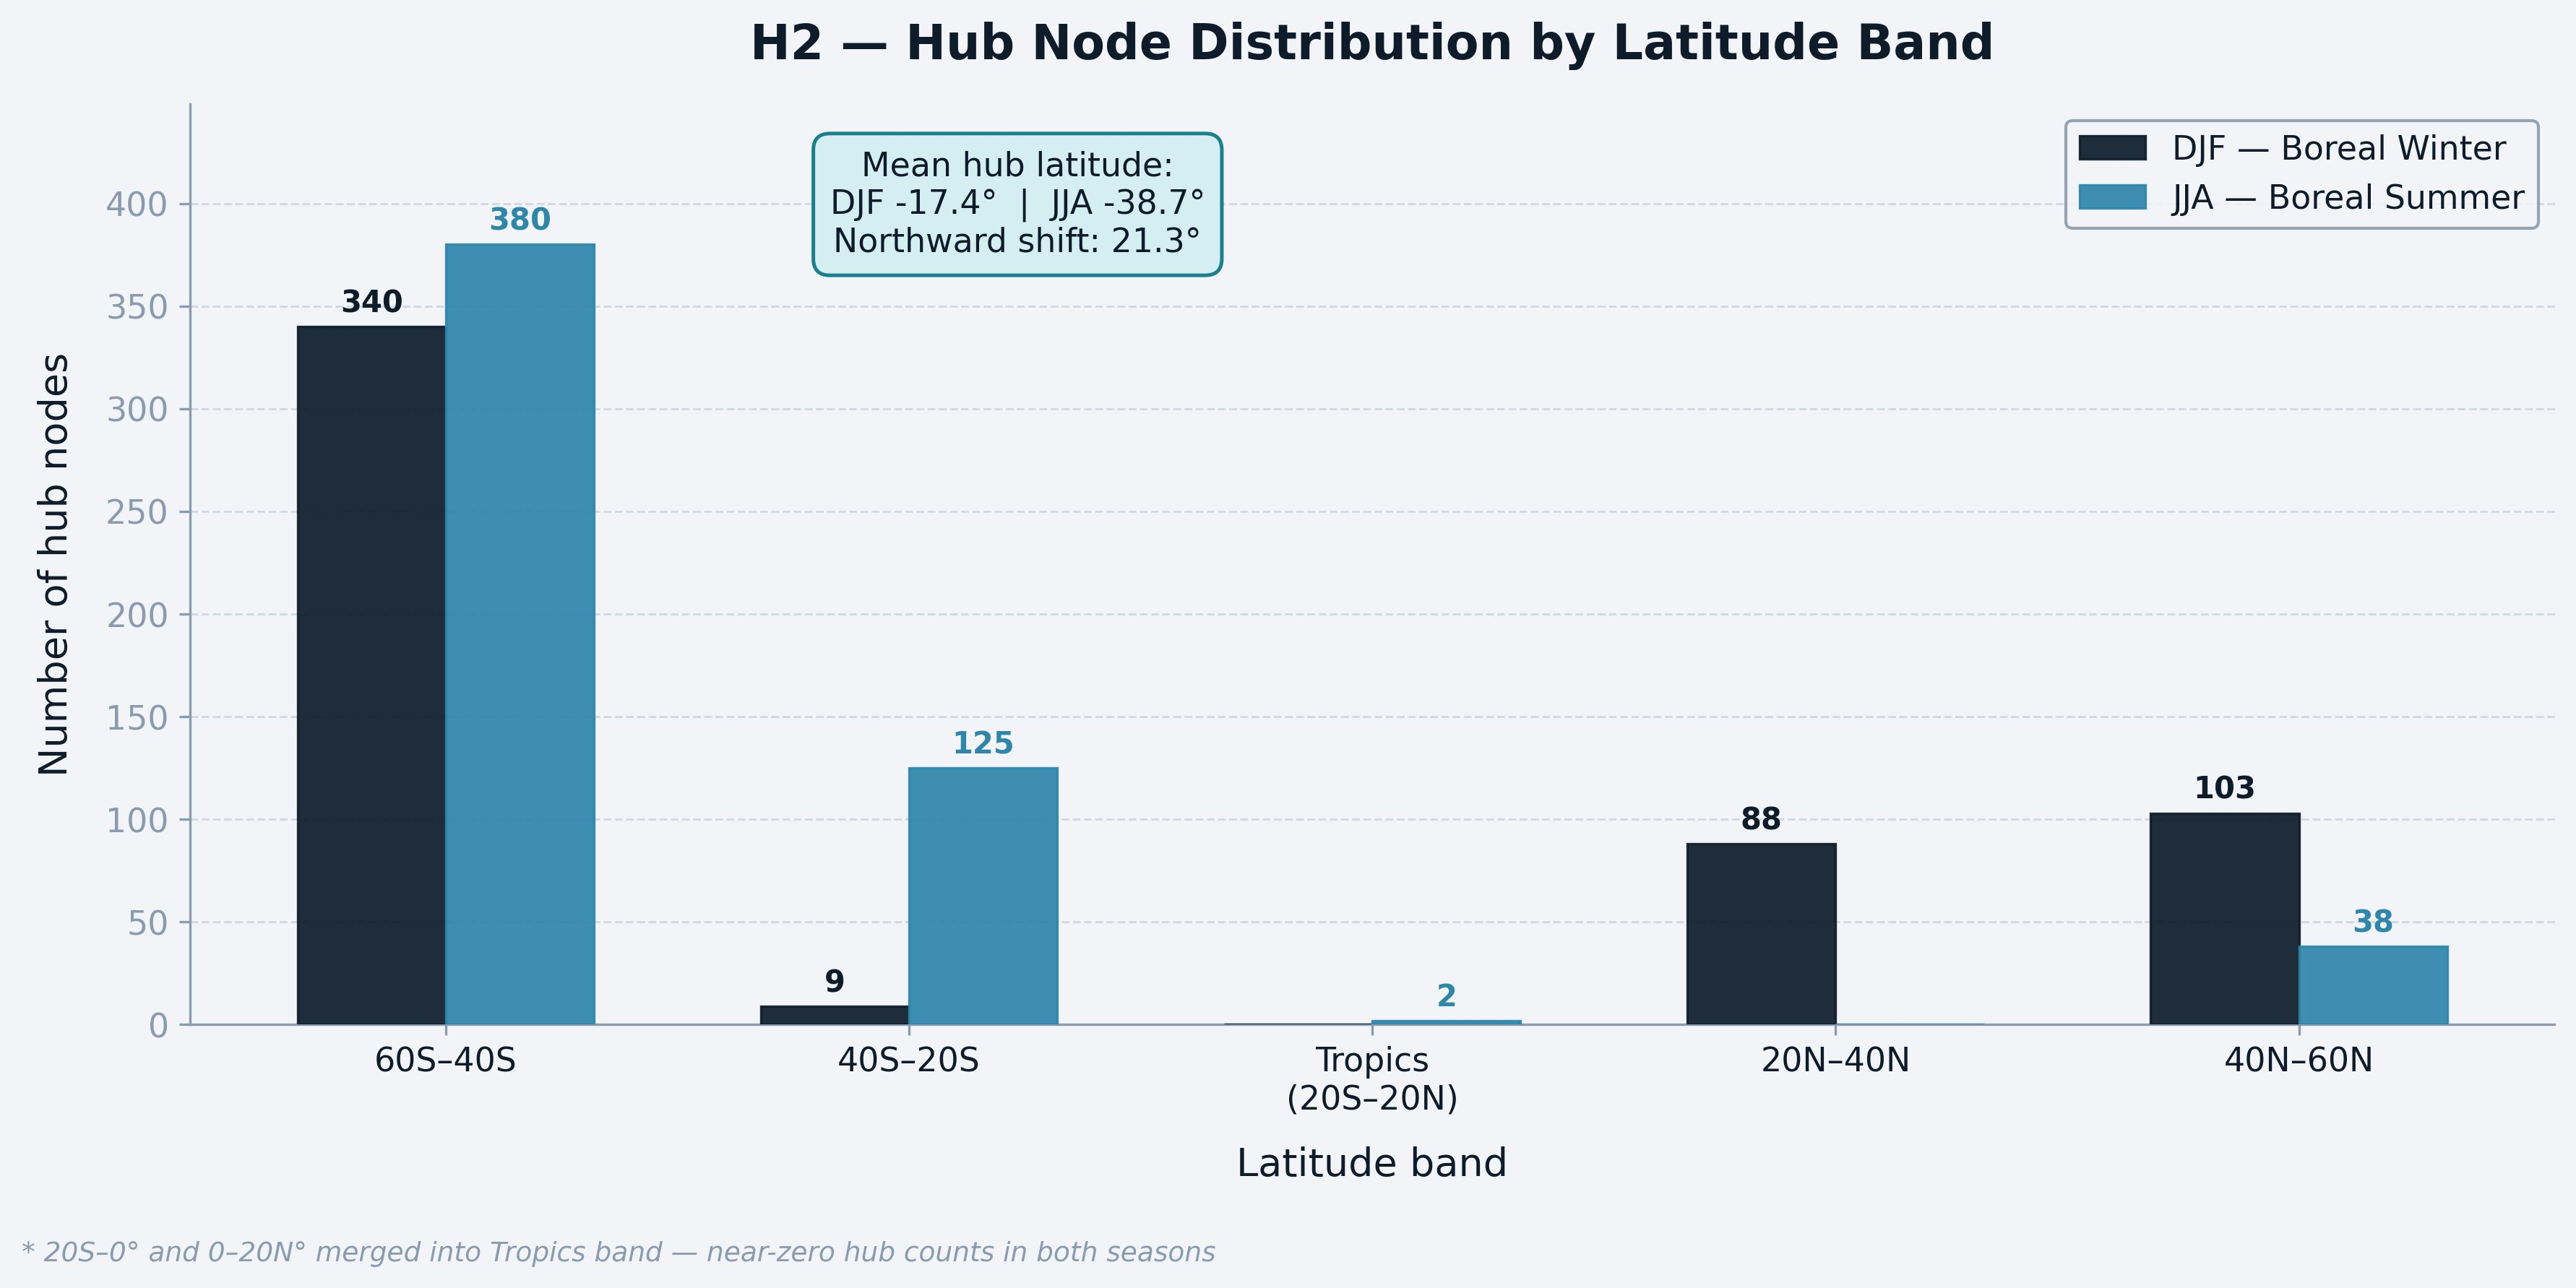 H2 — Hub Node Distribution by Latitude Band
Mean hub latitude:
DJF -17.4° | JJA -38.7°
Northward shift: 21.3°
DJF — Boreal Winter
JJA — Boreal Summer
Number of hub nodes
400
350
300
250
200
150
100
50
0
340
380
9
125
2
88
103
38
60S–40S
40S–20S
Tropics
(20S–20N)
20N–40N
40N–60N
Latitude band
* 20S–0° and 0–20N° merged into Tropics band — near-zero hub counts in both seasons